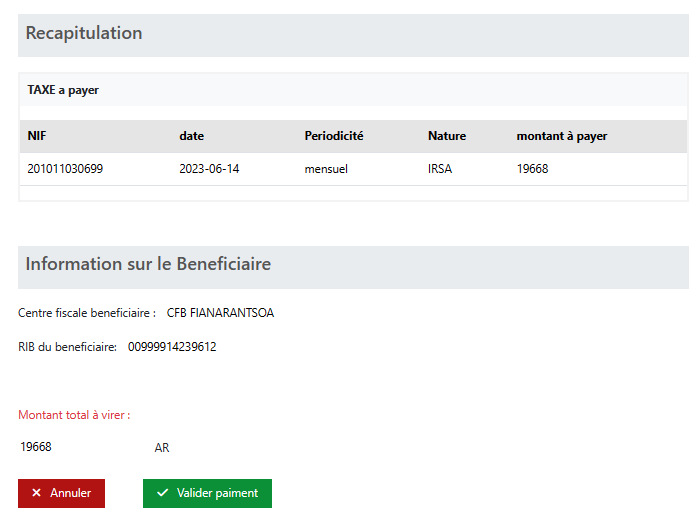 Recapitulation
TAXE a payer
NIF date Periodicité Nature montant à payer
201011030699 2023-06-14 mensuel IRSA 19668
Information sur le Beneficiaire
Centre fiscale beneficiaire : CFB FIANARANTSOA
RIB du beneficiaire: 00999914239612
Montant total à virer :
19668 AR
Annuler Valider paiment